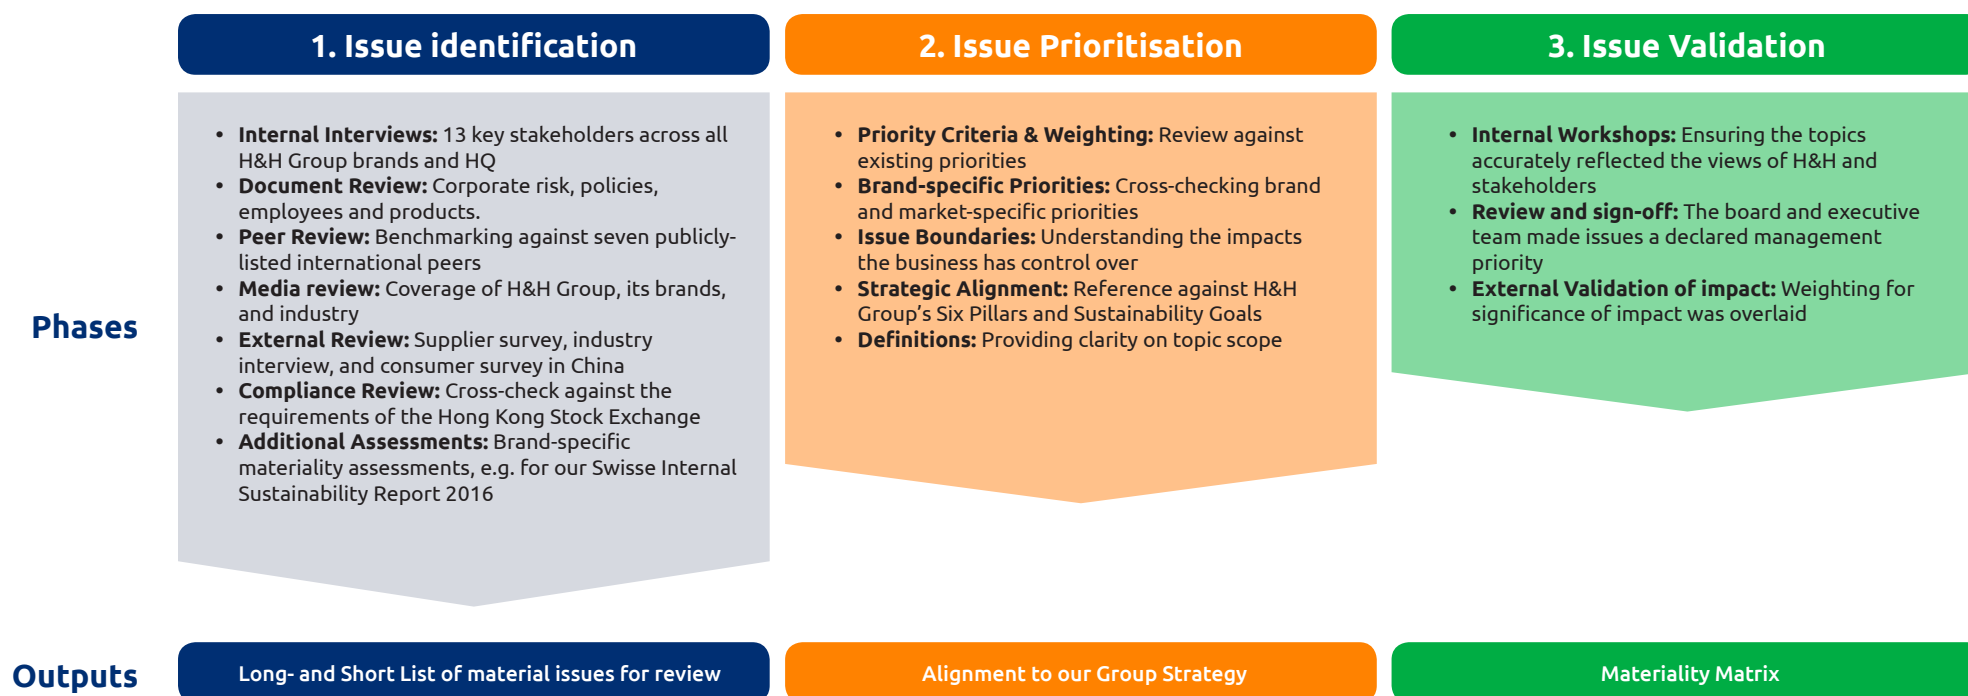 1. Issue identification
2. Issue Prioritisation
3. Issue Validation
Phases
• Internal Interviews: 13 key stakeholders across all
H&H Group brands and HQ
• Document Review: Corporate risk, policies,
employees and products.
• Peer Review: Benchmarking against seven publicly-
listed international peers
• Media review: Coverage of H&H Group, its brands,
and industry
• External Review: Supplier survey, industry
interview, and consumer survey in China
• Compliance Review: Cross-check against the
requirements of the Hong Kong Stock Exchange
• Additional Assessments: Brand-specific
materiality assessments, e.g. for our Swisse Internal
Sustainability Report 2016
• Priority Criteria & Weighting: Review against
existing priorities
• Brand-specific Priorities: Cross-checking brand
and market-specific priorities
• Issue Boundaries: Understanding the impacts
the business has control over
• Strategic Alignment: Reference against H&H
Group’s Six Pillars and Sustainability Goals
• Definitions: Providing clarity on topic scope
• Internal Workshops: Ensuring the topics
accurately reflected the views of H&H and
stakeholders
• Review and sign-off: The board and executive
team made issues a declared management
priority
• External Validation of impact: Weighting for
significance of impact was overlaid
Outputs
Long- and Short List of material issues for review
Alignment to our Group Strategy
Materiality Matrix